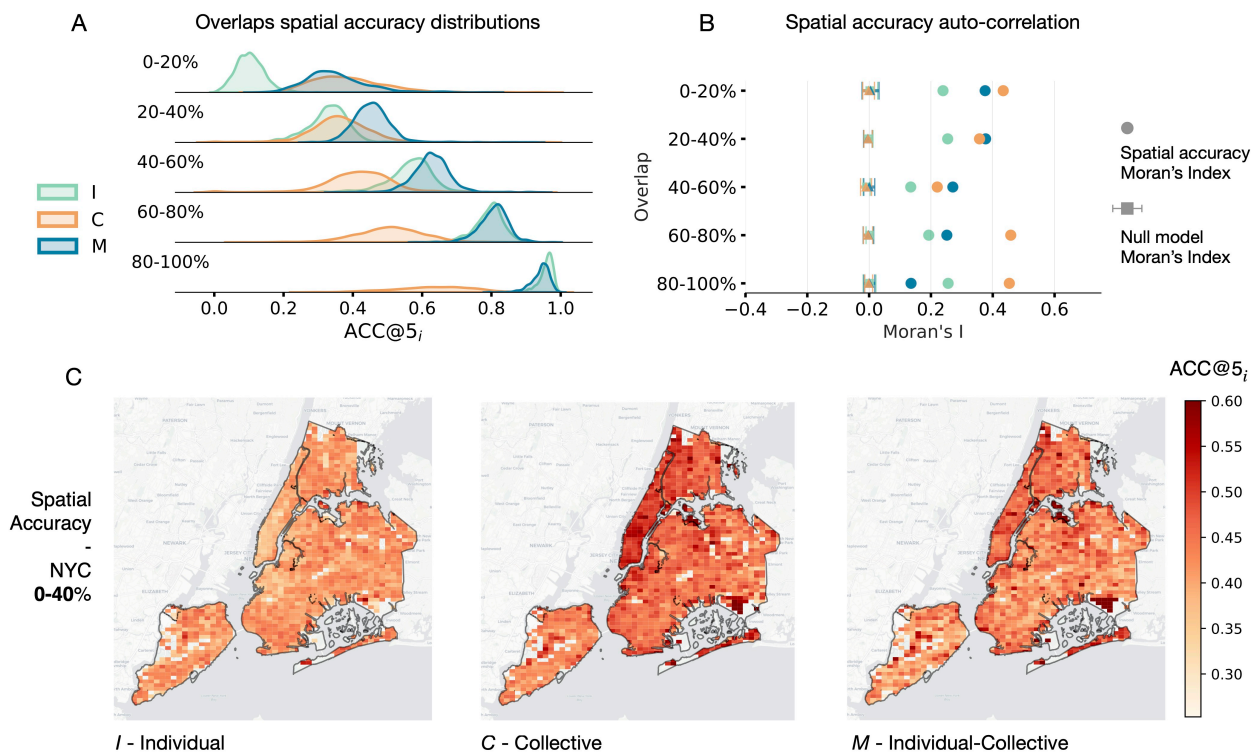 A
Overlaps spatial accuracy distributions
0-20%
20-40%
40-60%
60-80%
80-100%
I
C
M
0.0 0.2 0.4 0.6 0.8 1.0
ACC@5i
B
Spatial accuracy auto-correlation
Overlap
0-20%
20-40%
40-60%
60-80%
80-100%
−0.4 −0.2 0.0 0.2 0.4 0.6
Moran's I
Spatial accuracy
Moran's Index
Null model
Moran's Index
C
Spatial
Accuracy
-
NYC
0-40%
ACC@5i
0.60
0.55
0.50
0.45
0.40
0.35
0.30
I - Individual
C - Collective
M - Individual-Collective